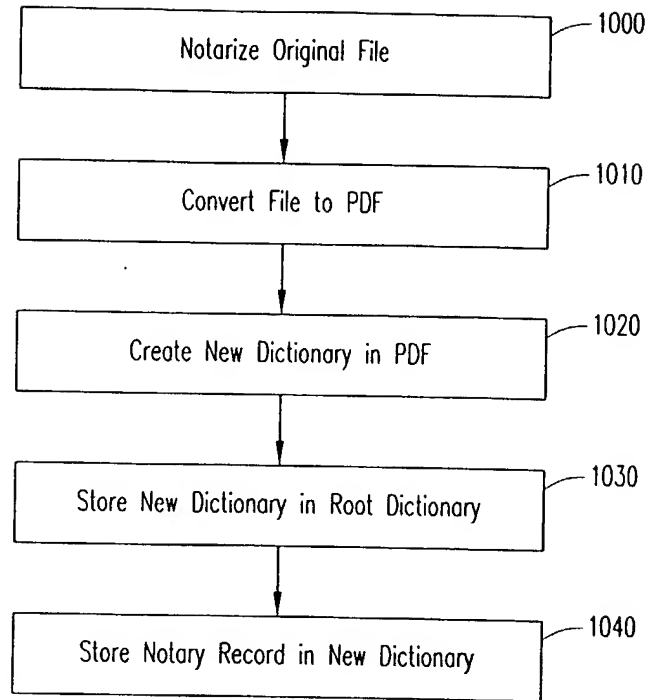 1000
Notarize Original File
1010
Convert File to PDF
1020
Create New Dictionary in PDF
1030
Store New Dictionary in Root Dictionary
1040
Store Notary Record in New Dictionary